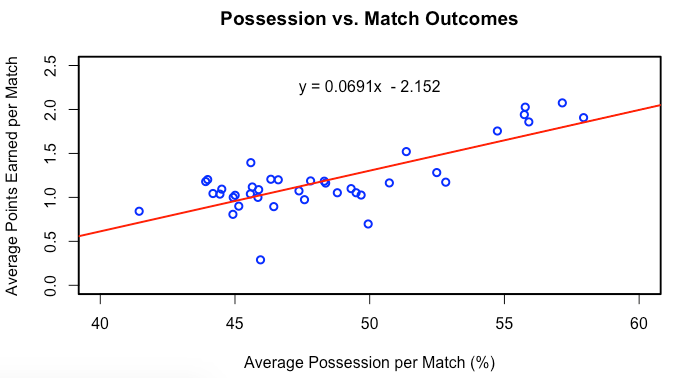 Possession vs. Match Outcomes
y = 0.0691x - 2.152
Average Points Earned per Match
2.5
2.0
1.5
1.0
0.5
0.0
40 45 50 55 60
Average Possession per Match (%)